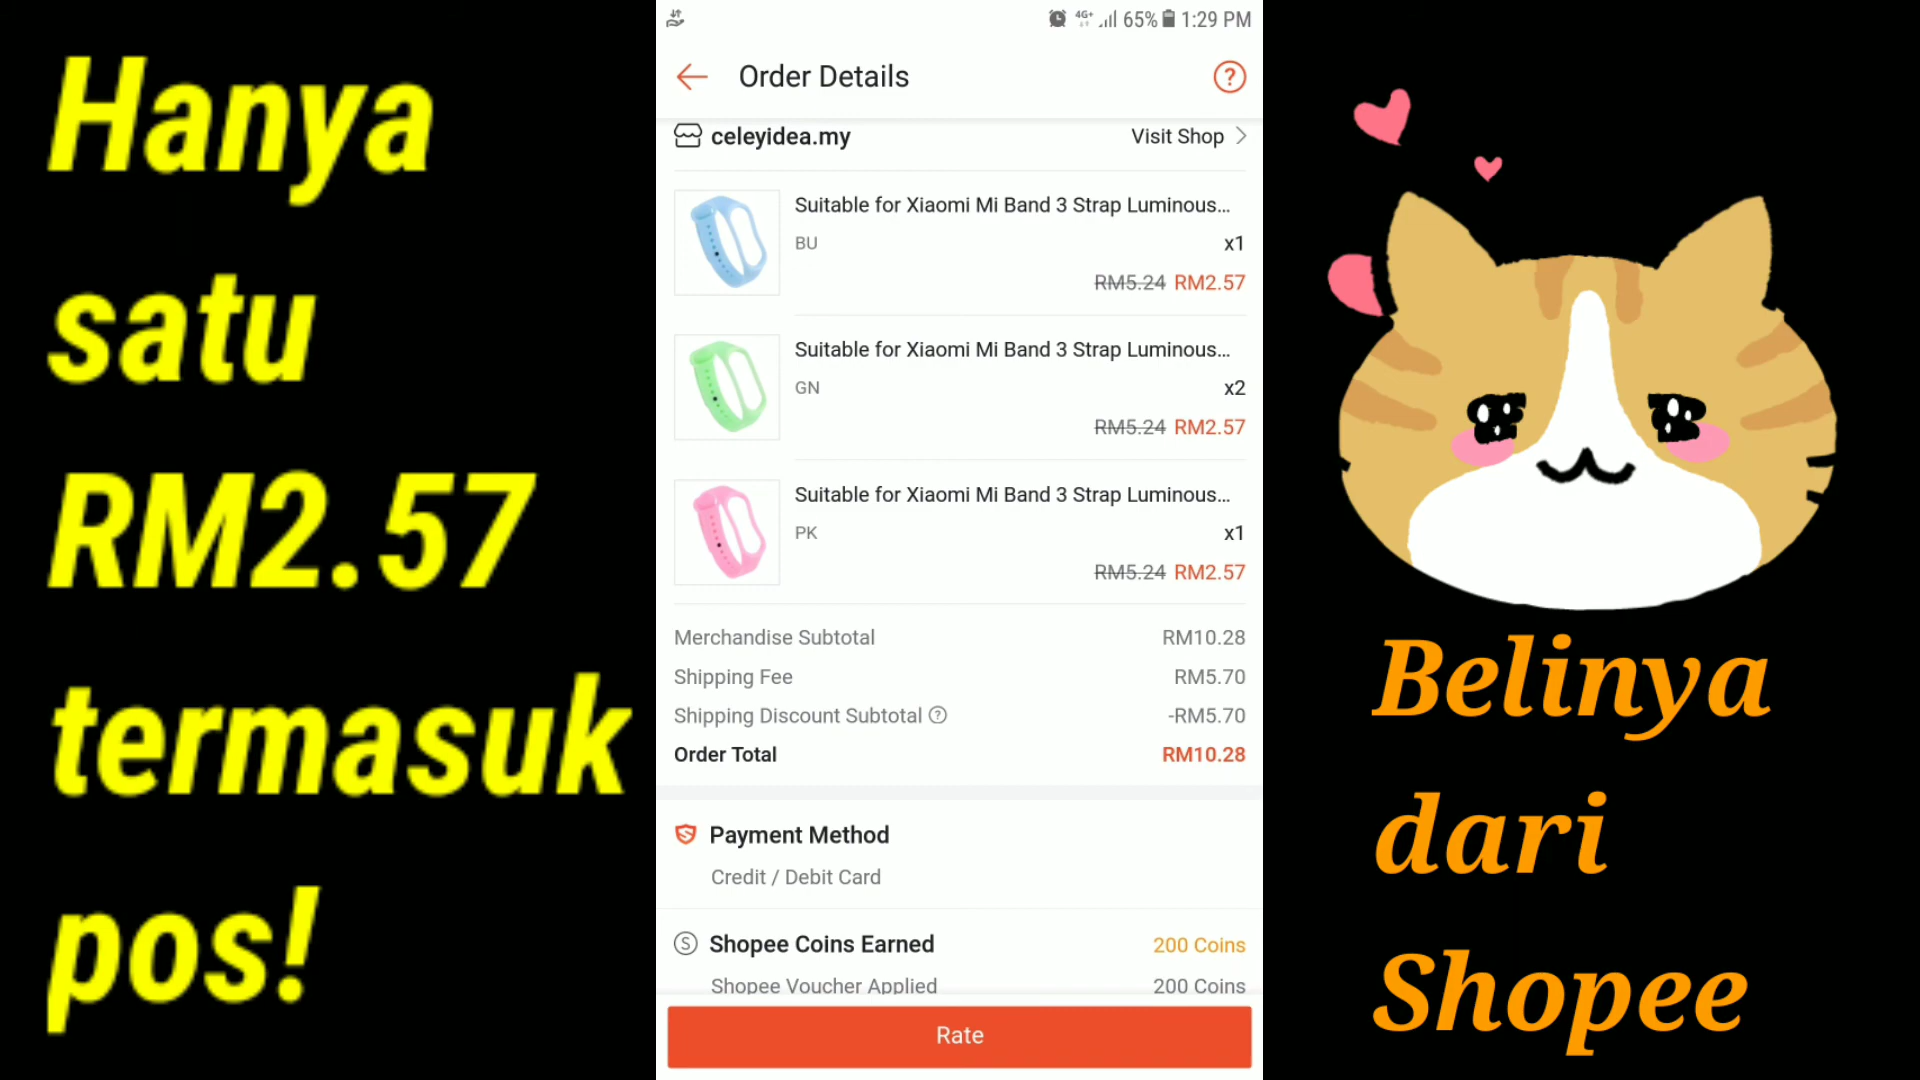 Hanya
satu
RM2.57
termasuk
pos!
4G+ 65% 1:29 PM
Order Details
celeyidea.my Visit Shop
Suitable for Xiaomi Mi Band 3 Strap Luminous...
BU x1
RM5.24 RM2.57
Suitable for Xiaomi Mi Band 3 Strap Luminous...
GN x2
RM5.24 RM2.57
Suitable for Xiaomi Mi Band 3 Strap Luminous...
PK x1
RM5.24 RM2.57
Merchandise Subtotal RM10.28
Shipping Fee RM5.70
Shipping Discount Subtotal -RM5.70
Order Total RM10.28
Payment Method
Credit / Debit Card
Shopee Coins Earned 200 Coins
Shopee Voucher Applied 200 Coins
Rate
Belinya
dari
Shopee